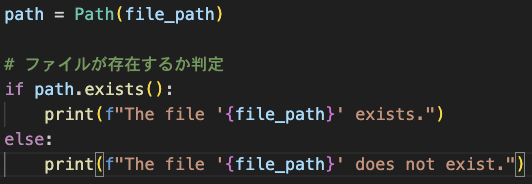 path = Path(file_path)
# ファイルが存在するか判定
if path.exists():
    print(f"The file '{file_path}' exists.")
else:
    print(f"The file '{file_path}' does not exist.")